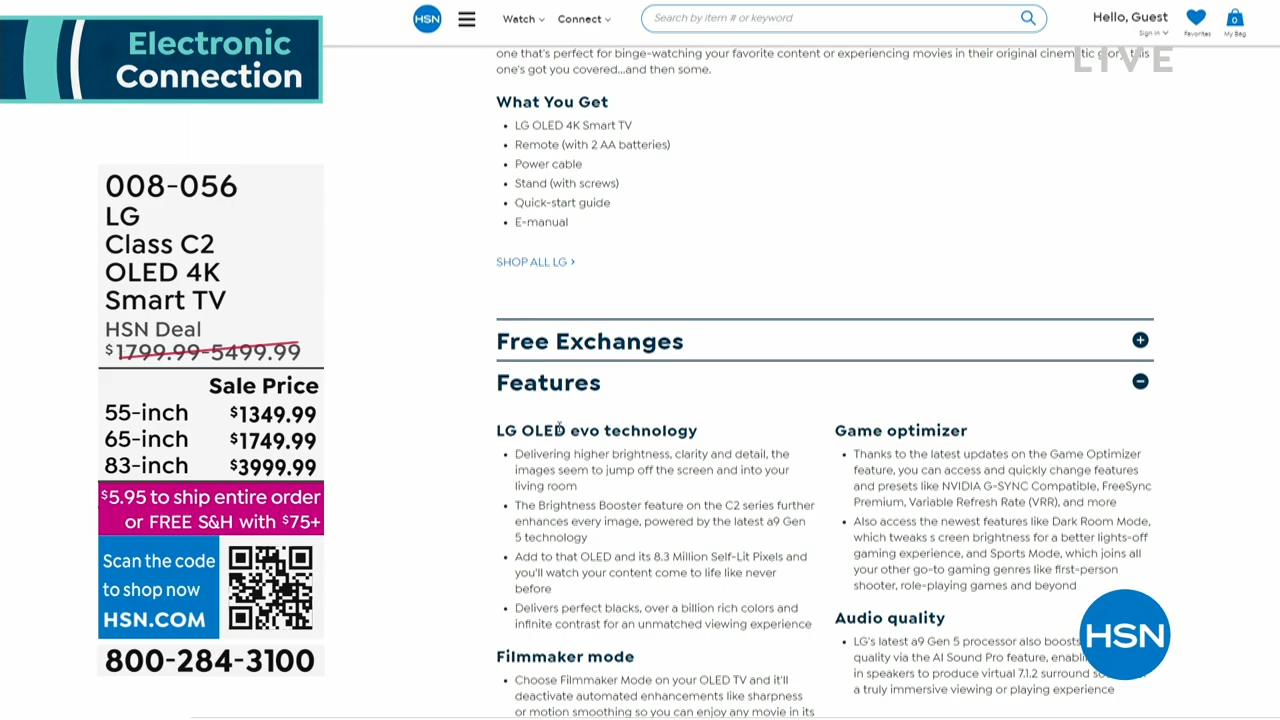 Electronic
Connection
HSN
Watch
Connect
Search by item # or keyword
Hello, Guest
Sign In
Favorites
0
My Bag
LIVE
one that's perfect for binge-watching your favorite content or experiencing movies in their original cinematic glory, this
one's got you covered...and then some.
What You Get
• LG OLED 4K Smart TV
• Remote (with 2 AA batteries)
• Power cable
• Stand (with screws)
• Quick-start guide
• E-manual
SHOP ALL LG >
008-056
LG
Class C2
OLED 4K
Smart TV
HSN Deal
$1799.99-5499.99
Sale Price
55-inch $1349.99
65-inch $1749.99
83-inch $3999.99
$5.95 to ship entire order
or FREE S&H with $75+
Scan the code
to shop now
HSN.COM
800-284-3100
Free Exchanges
Features
LG OLED evo technology
• Delivering higher brightness, clarity and detail, the
images seem to jump off the screen and into your
living room
• The Brightness Booster feature on the C2 series further
enhances every image, powered by the latest a9 Gen
5 technology
• Add to that OLED and its 8.3 Million Self-Lit Pixels and
you'll watch your content come to life like never
before
• Delivers perfect blacks, over a billion rich colors and
infinite contrast for an unmatched viewing experience
Filmmaker mode
• Choose Filmmaker Mode on your OLED TV and it'll
deactivate automated enhancements like sharpness
or motion smoothing so you can enjoy any movie in its
Game optimizer
• Thanks to the latest updates on the Game Optimizer
feature, you can access and quickly change features
and presets like NVIDIA G-SYNC Compatible, FreeSync
Premium, Variable Refresh Rate (VRR), and more
• Also access the newest features like Dark Room Mode,
which tweaks s creen brightness for a better lights-off
gaming experience, and Sports Mode, which joins all
your other go-to gaming genres like first-person
shooter, role-playing games and beyond
Audio quality
• LG's latest a9 Gen 5 processor also boosts
quality via the AI Sound Pro feature,
in speakers to produce virtual 7.1.2 surround
a truly immersive viewing or playing experience
HSN